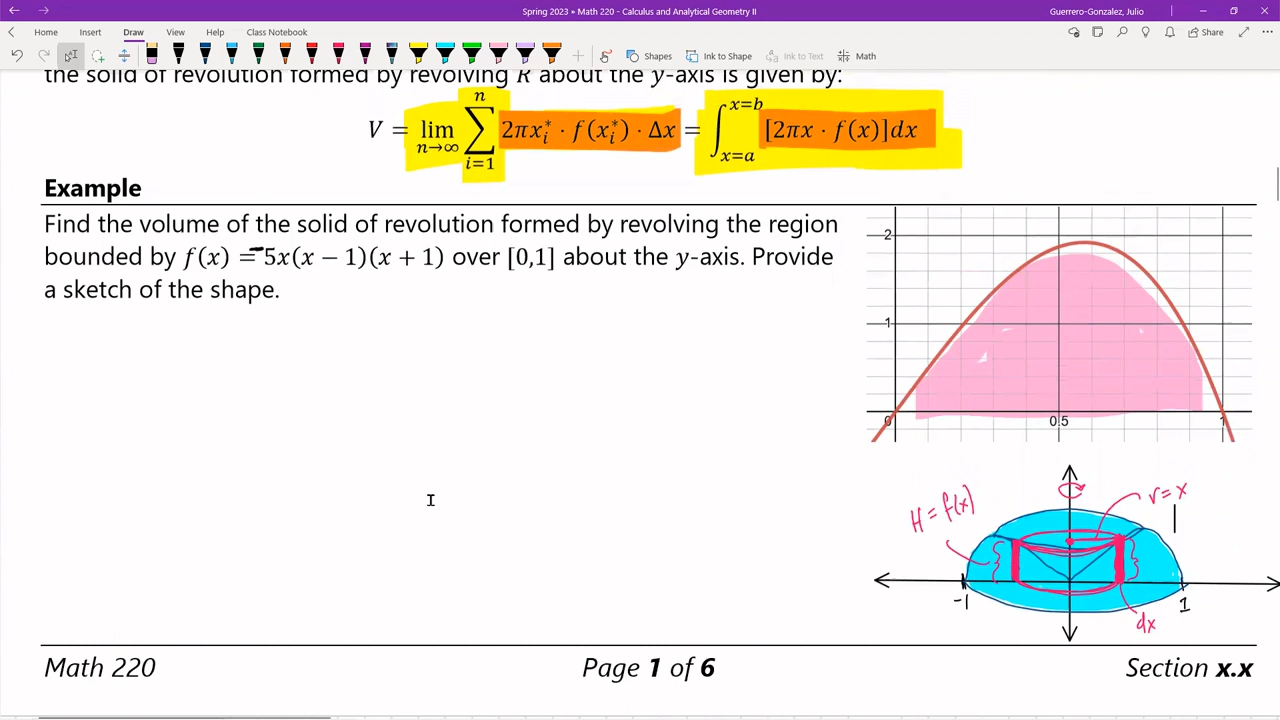 Spring 2023 » Math 220 - Calculus and Analytical Geometry II
Guerrero-Gonzalez, Julio
Home Insert Draw View Help Class Notebook
Share
Shapes Ink to Shape Ink to Text Math
the solid of revolution formed by revolving R about the y-axis is given by:
V = lim n→∞ ∑ i=1 n 2πxᵢ* · f(xᵢ*) · Δx = ∫ x=a x=b [2πx · f(x)]dx
Example
Find the volume of the solid of revolution formed by revolving the region
bounded by f(x) = -5x(x − 1)(x + 1) over [0,1] about the y-axis. Provide
a sketch of the shape.
2
1
0 0.5 1
H = f(x)
r = x
-1 1
dx
Math 220 Page 1 of 6 Section x.x